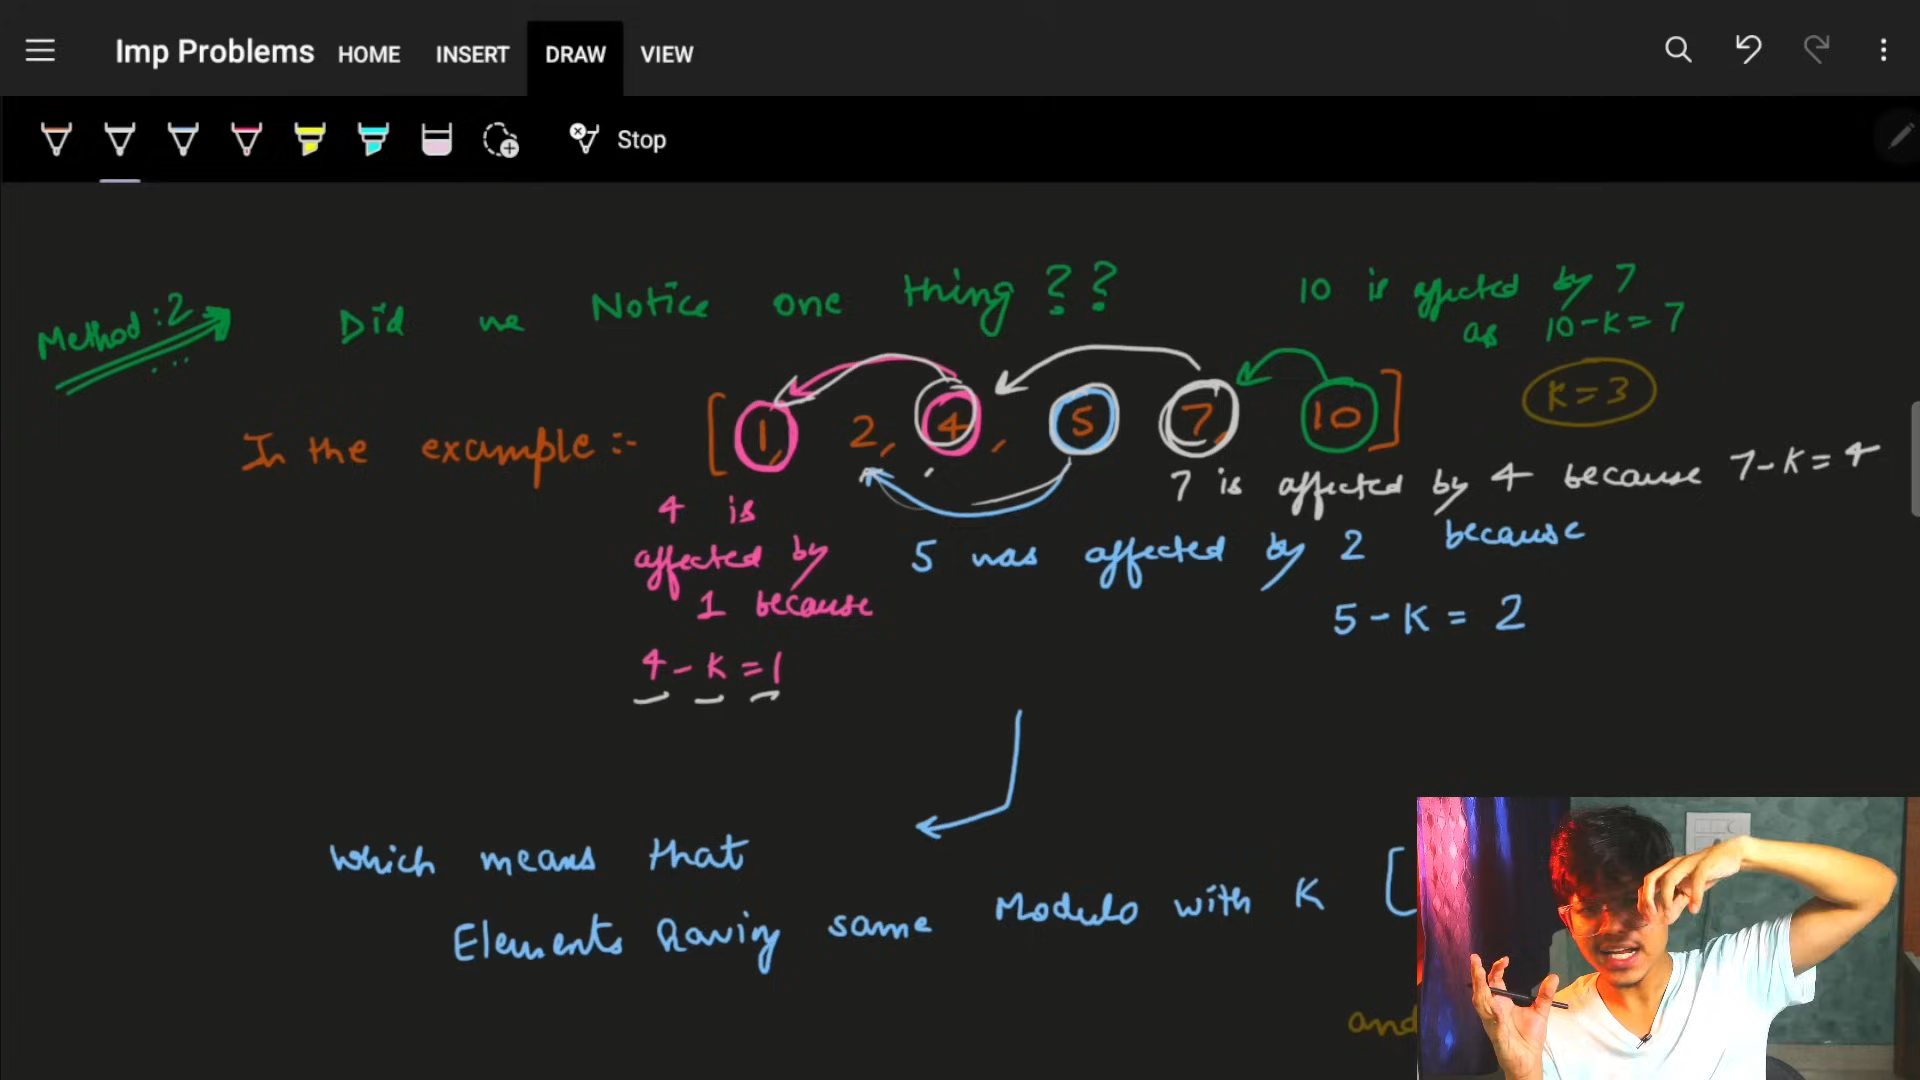 Imp Problems HOME INSERT DRAW VIEW
Stop
Method:2 Did we Notice one thing ??
10 is affected by 7
as 10-K=7
K=3
In the example:- [1, 2, 4, 5 7, 10]
7 is affected by 4 because 7-K=4
4 is
affected by
1 because
4-K=1
5 was affected by 2 because
5-K = 2
which means that
Elements Having same Modulo with K [
and